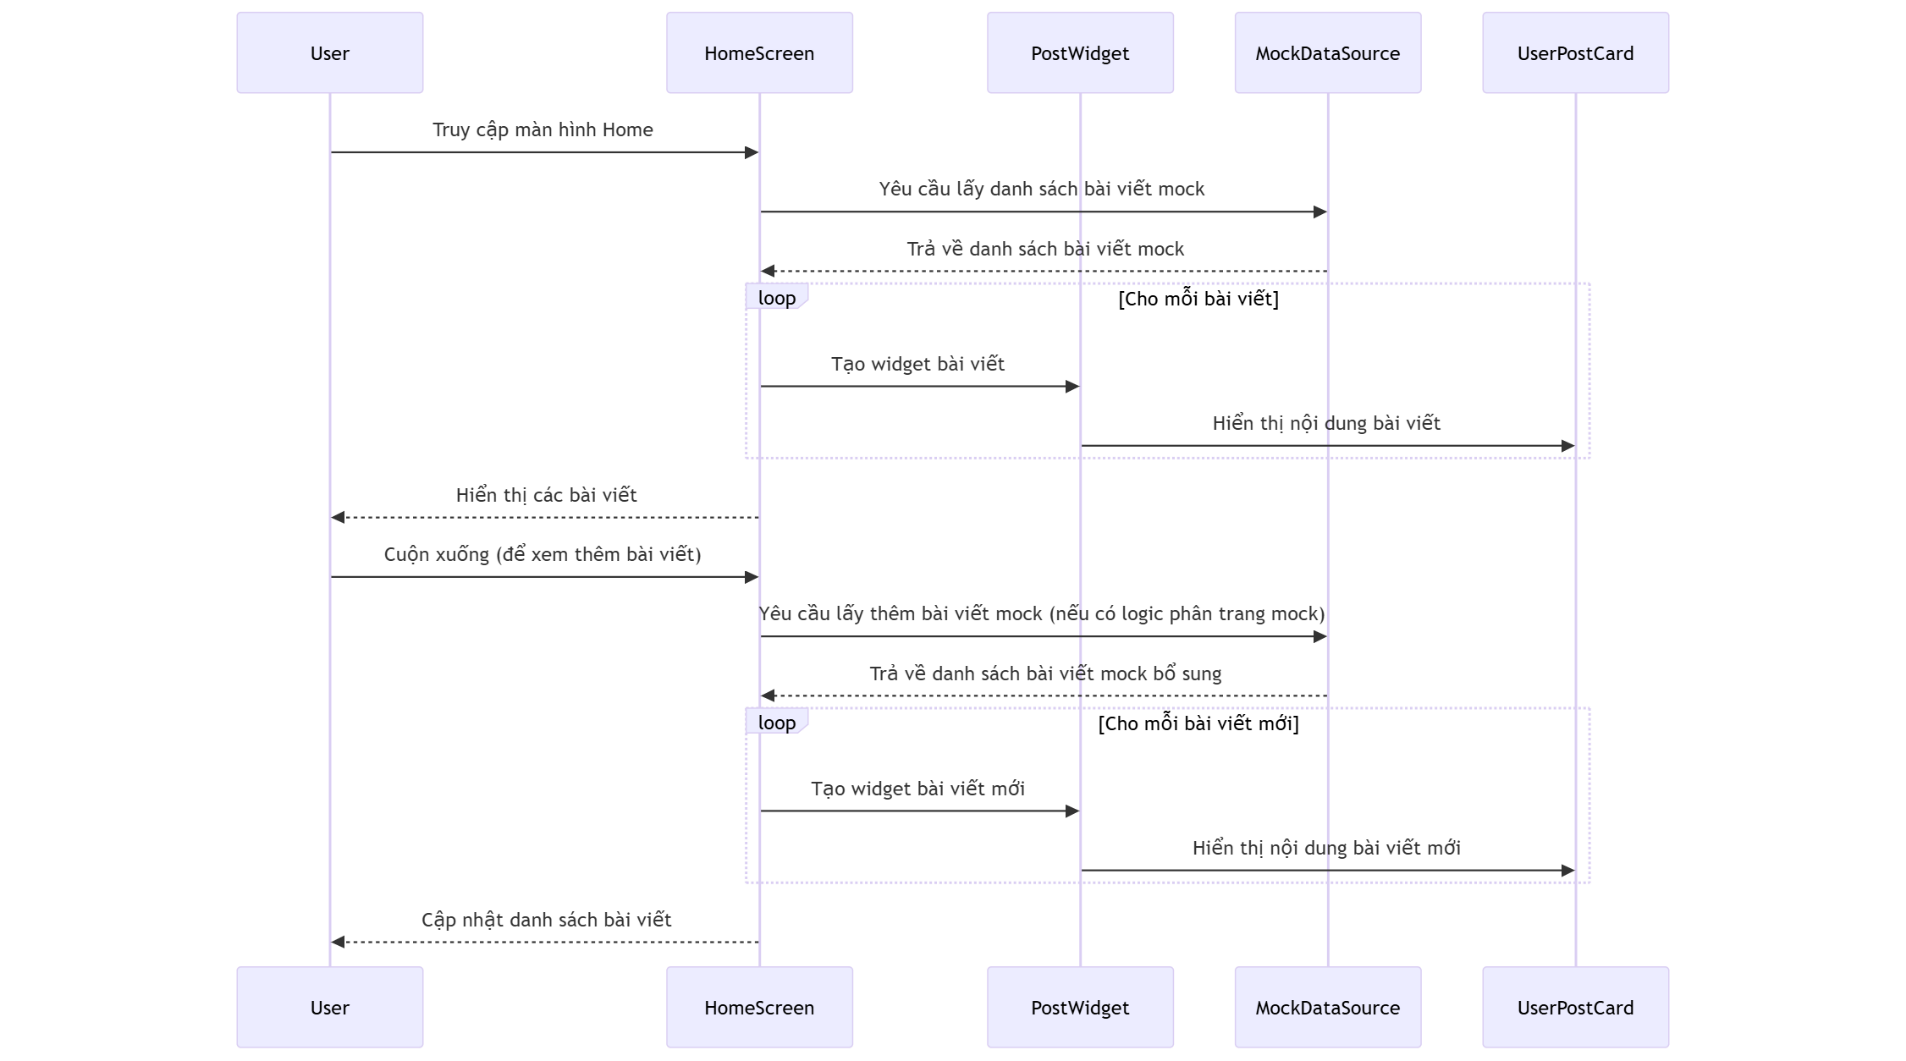 User
HomeScreen
PostWidget
MockDataSource
UserPostCard
Truy cập màn hình Home
Yêu cầu lấy danh sách bài viết mock
Trả về danh sách bài viết mock
loop
[Cho mỗi bài viết]
Tạo widget bài viết
Hiển thị nội dung bài viết
Hiển thị các bài viết
Cuộn xuống (để xem thêm bài viết)
Yêu cầu lấy thêm bài viết mock (nếu có logic phân trang mock)
Trả về danh sách bài viết mock bổ sung
loop
[Cho mỗi bài viết mới]
Tạo widget bài viết mới
Hiển thị nội dung bài viết mới
Cập nhật danh sách bài viết
User
HomeScreen
PostWidget
MockDataSource
UserPostCard